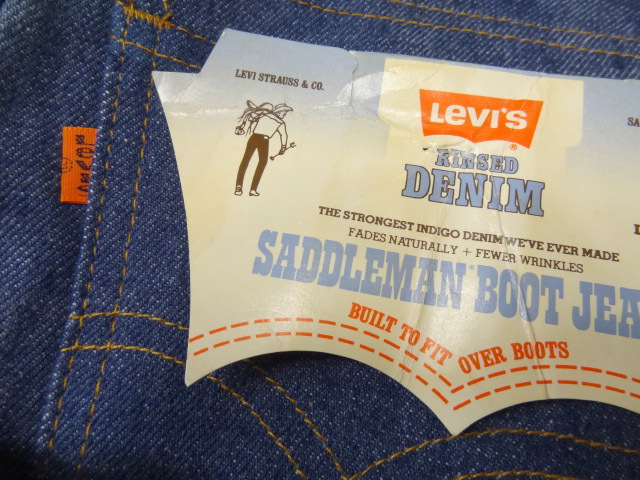 LEVI STRAUSS & CO.
LEVI'S
®
RINSED
DENIM
THE STRONGEST INDIGO DENIM WE'VE EVER MADE
FADES NATURALLY + FEWER WRINKLES
SADDLEMAN® BOOT JEA
BUILT TO FIT OVER BOOTS
SA